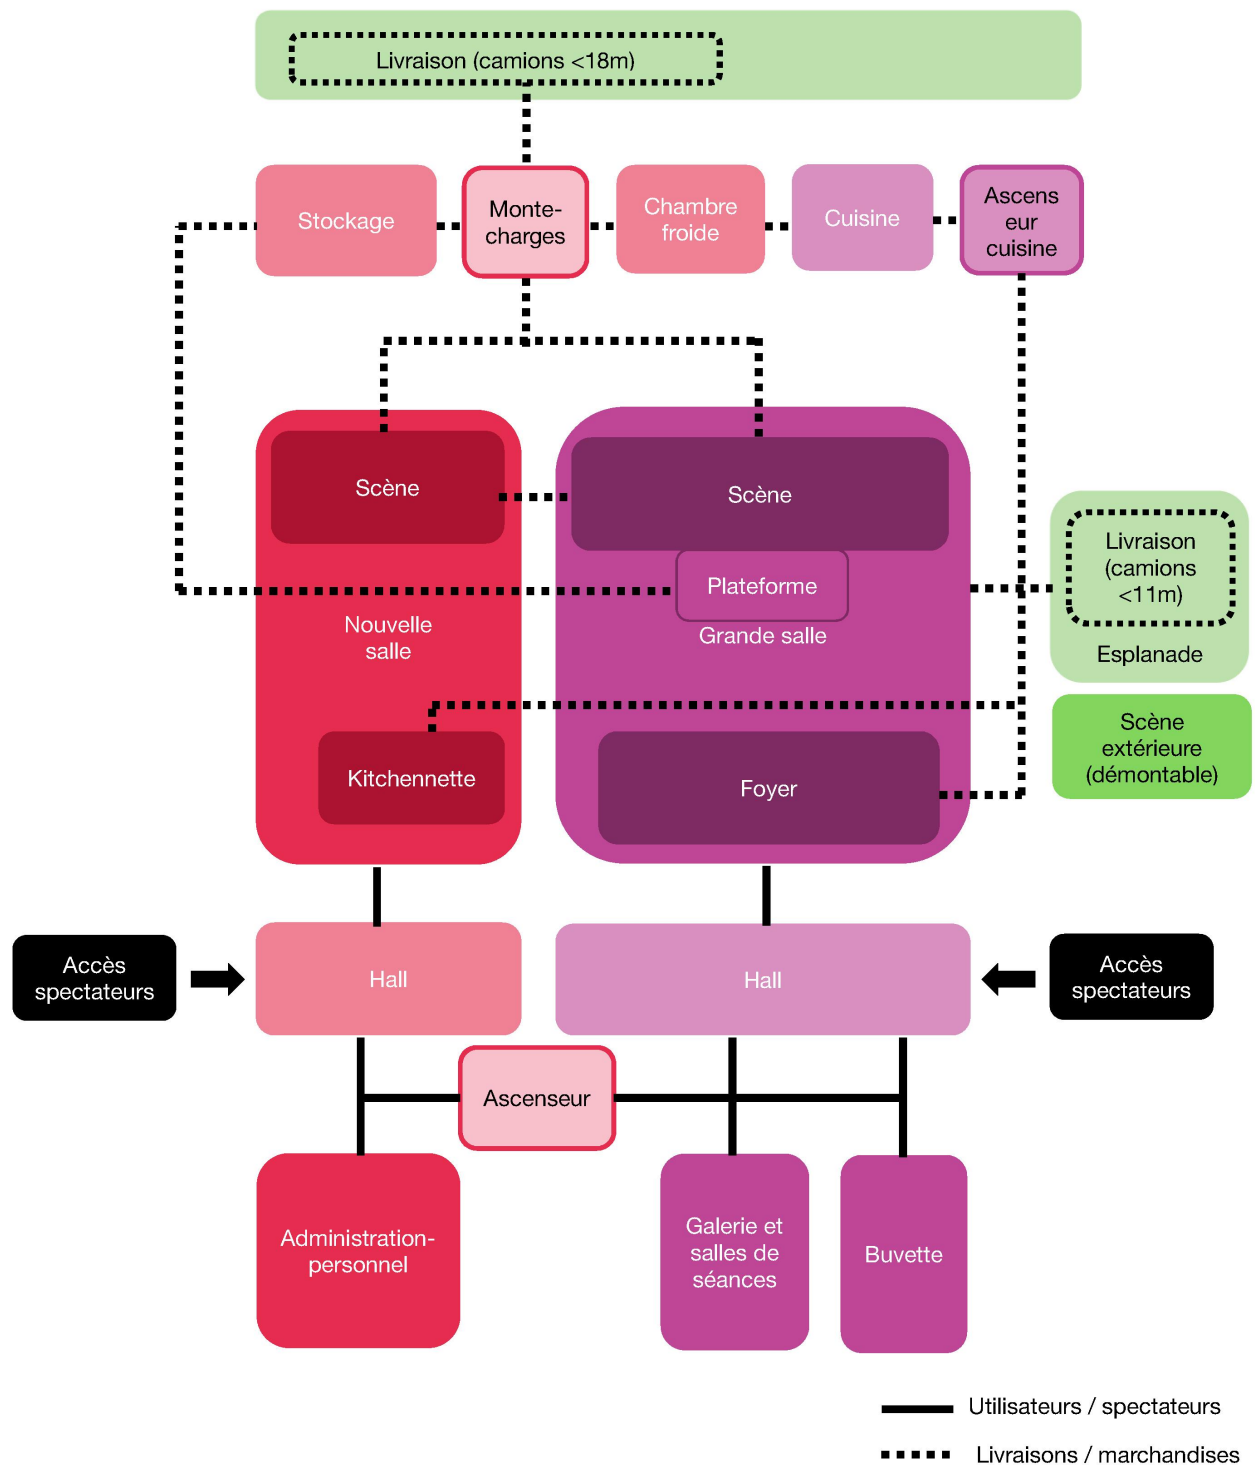 Livraison (camions <18m)
Stockage
Monte-
charges
Chambre
froide
Cuisine
Ascens
eur
cuisine
Scène
Scène
Plateforme
Grande salle
Nouvelle
salle
Livraison
(camions
<11m)
Esplanade
Scène
extérieure
(démontable)
Kitchennette
Foyer
Accès
spectateurs
Hall
Hall
Accès
spectateurs
Ascenseur
Administration-
personnel
Galerie et
salles de
séances
Buvette
Utilisateurs / spectateurs
Livraisons / marchandises